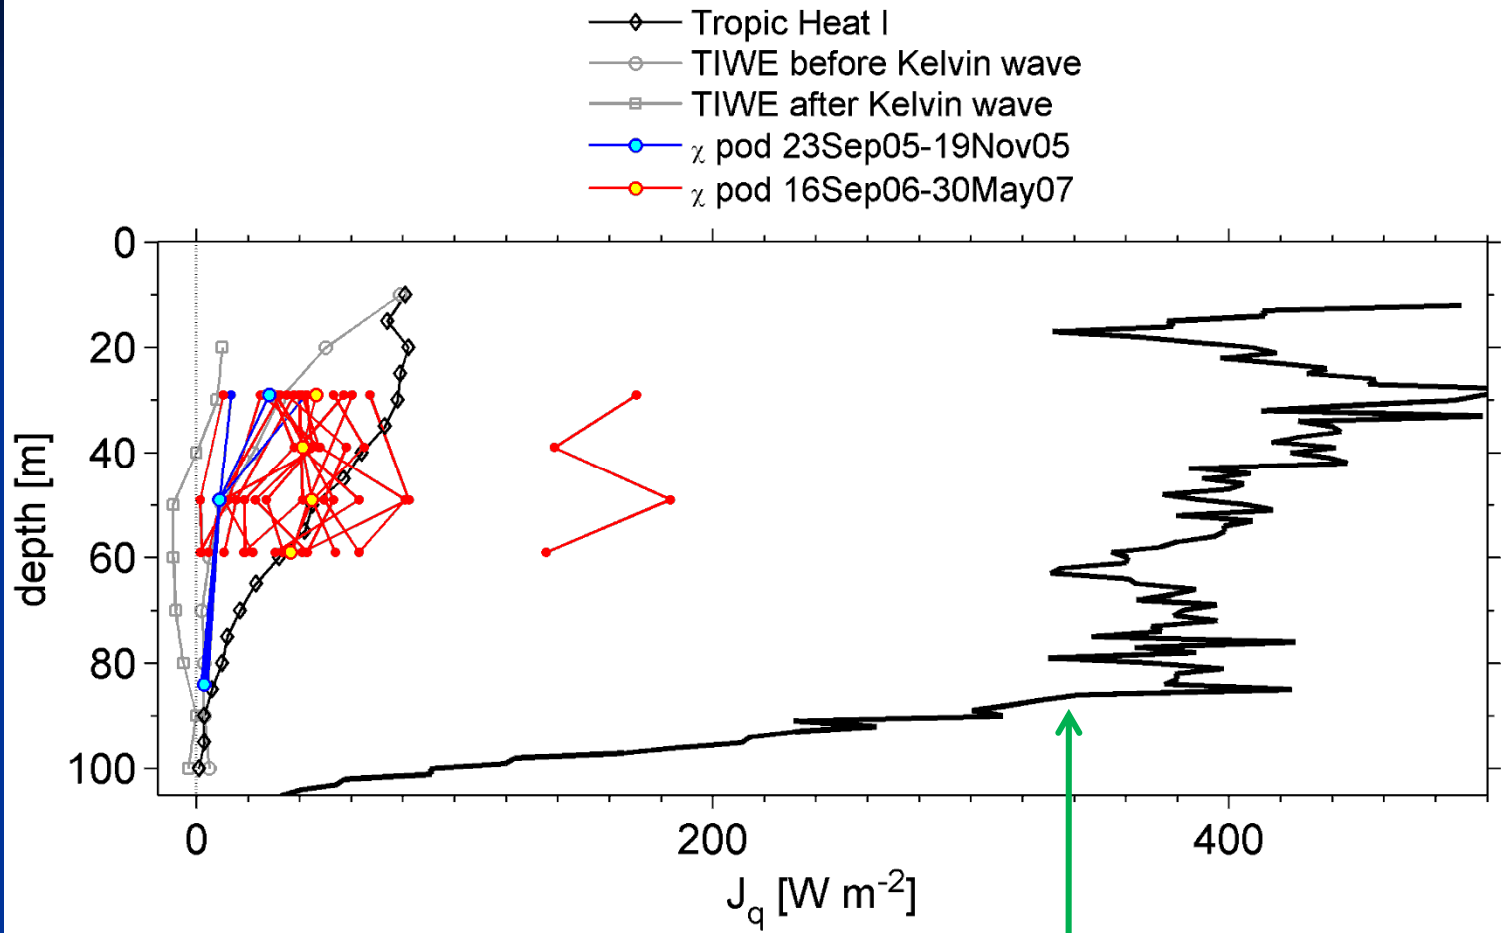 Tropic Heat I
TIWE before Kelvin wave
TIWE after Kelvin wave
χ pod 23Sep05-19Nov05
χ pod 16Sep06-30May07
0
20
40
60
80
100
depth [m]
0 200 400
J_q [W m⁻²]